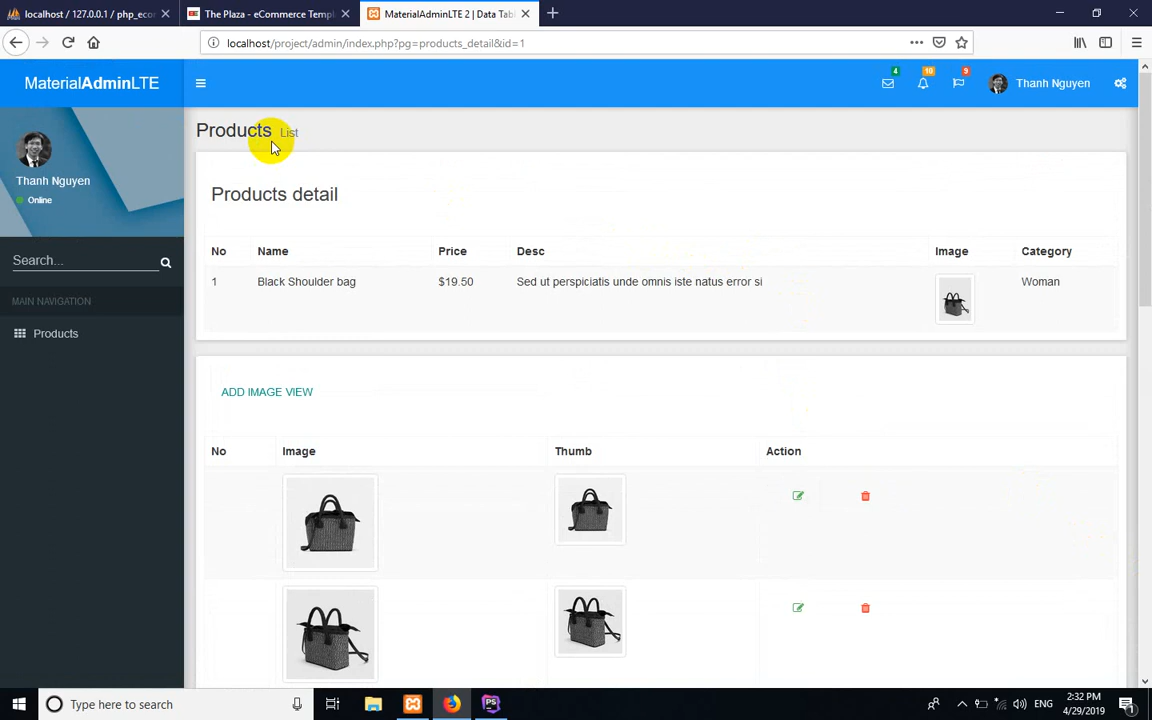 localhost / 127.0.0.1 / php_eco
The Plaza - eCommerce Templ
MaterialAdminLTE 2 | Data Tabl
localhost/project/admin/index.php?pg=products_detail&id=1
MaterialAdminLTE
4
10
9
Thanh Nguyen
Products List
Thanh Nguyen
Online
Products detail
No Name Price Desc Image Category
Search...
1 Black Shoulder bag $19.50 Sed ut perspiciatis unde omnis iste natus error si Woman
MAIN NAVIGATION
Products
ADD IMAGE VIEW
No Image Thumb Action
Type here to search
ENG
2:32 PM
4/29/2019
1